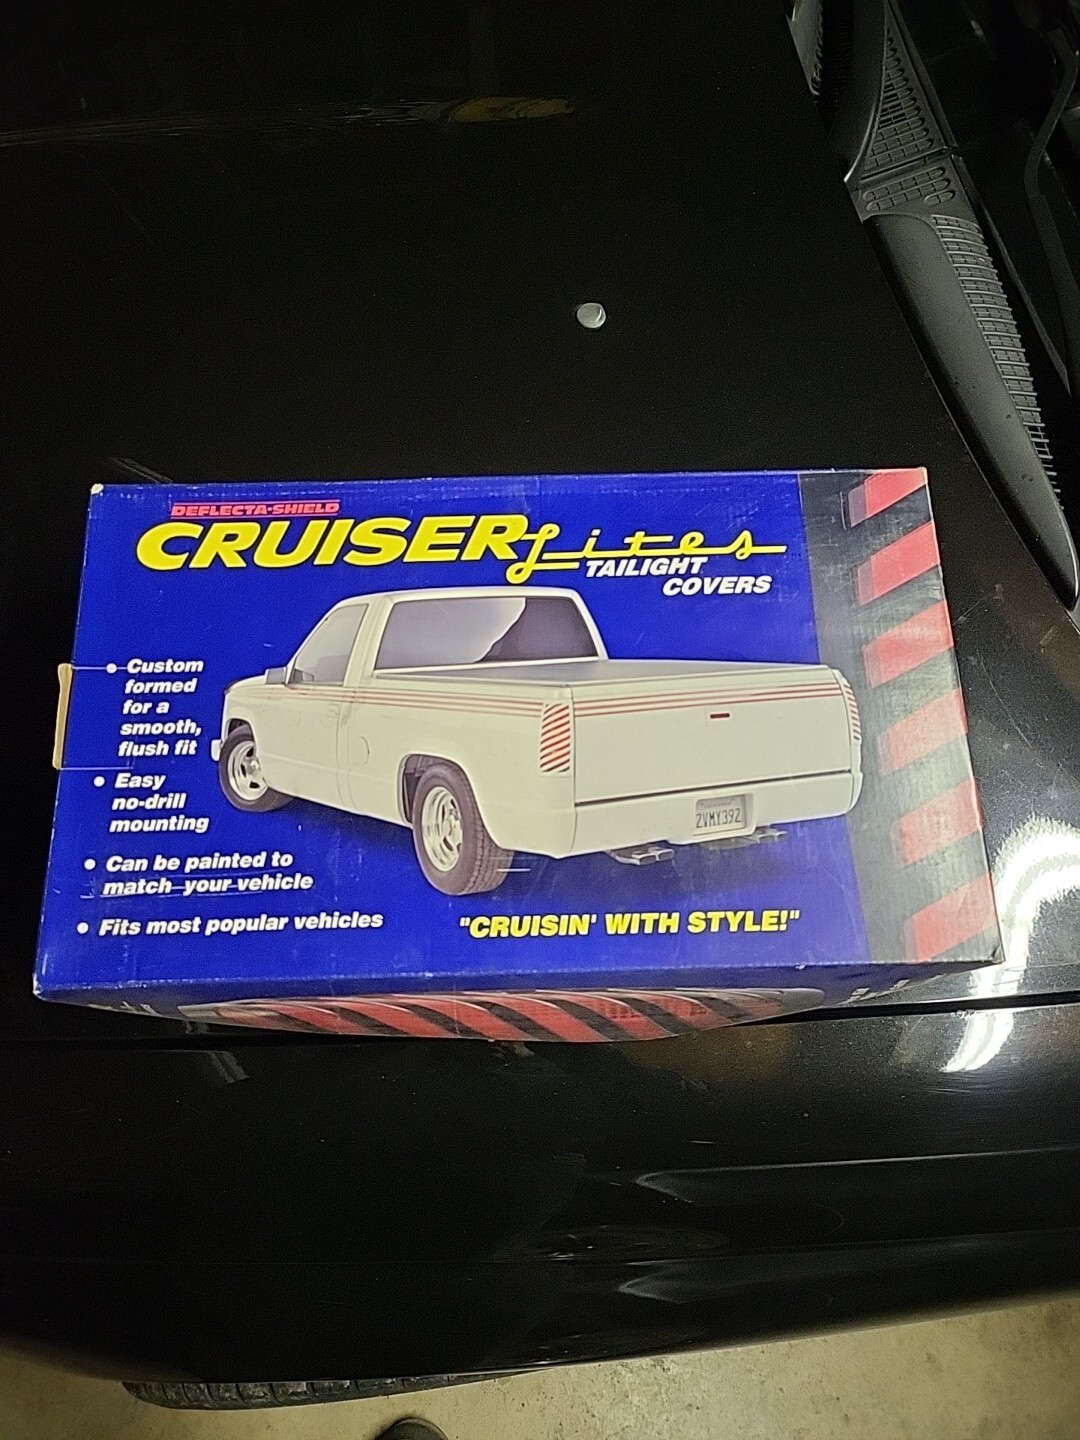 DEFLECTA-SHIELD
CRUISER Lites
TAILIGHT
COVERS
• Custom
formed
for a
smooth,
flush fit
• Easy
no-drill
mounting
• Can be painted to
match your vehicle
• Fits most popular vehicles
2VMY392
"CRUISIN' WITH STYLE!"